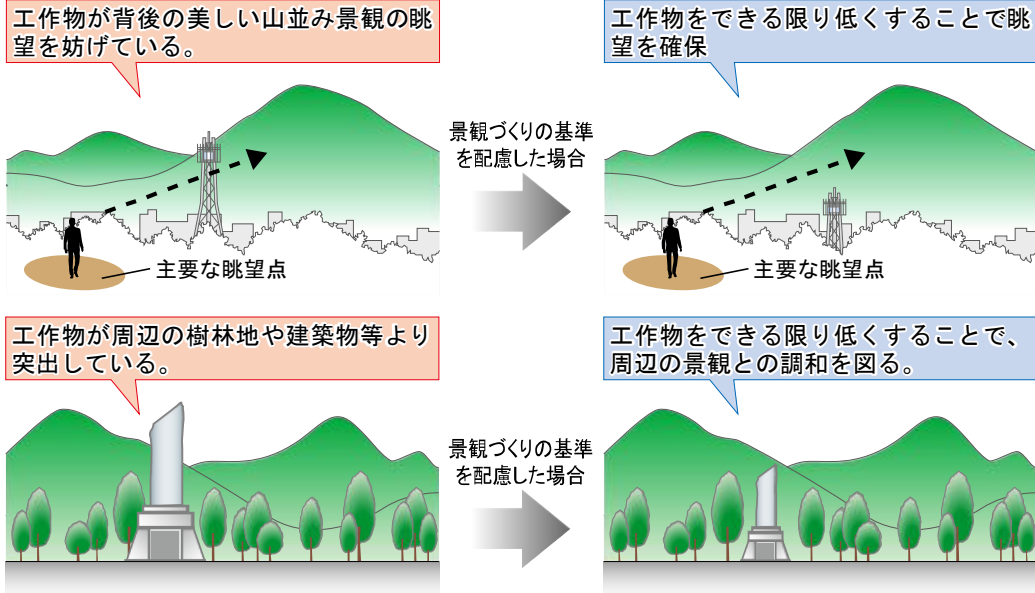 工作物が背後の美しい山並み景観の眺
望を妨げている。
工作物をできる限り低くすることで眺
望を確保
景観づくりの基準
を配慮した場合
主要な眺望点
主要な眺望点
工作物が周辺の樹林地や建築物等より
突出している。
工作物をできる限り低くすることで、
周辺の景観との調和を図る。
景観づくりの基準
を配慮した場合